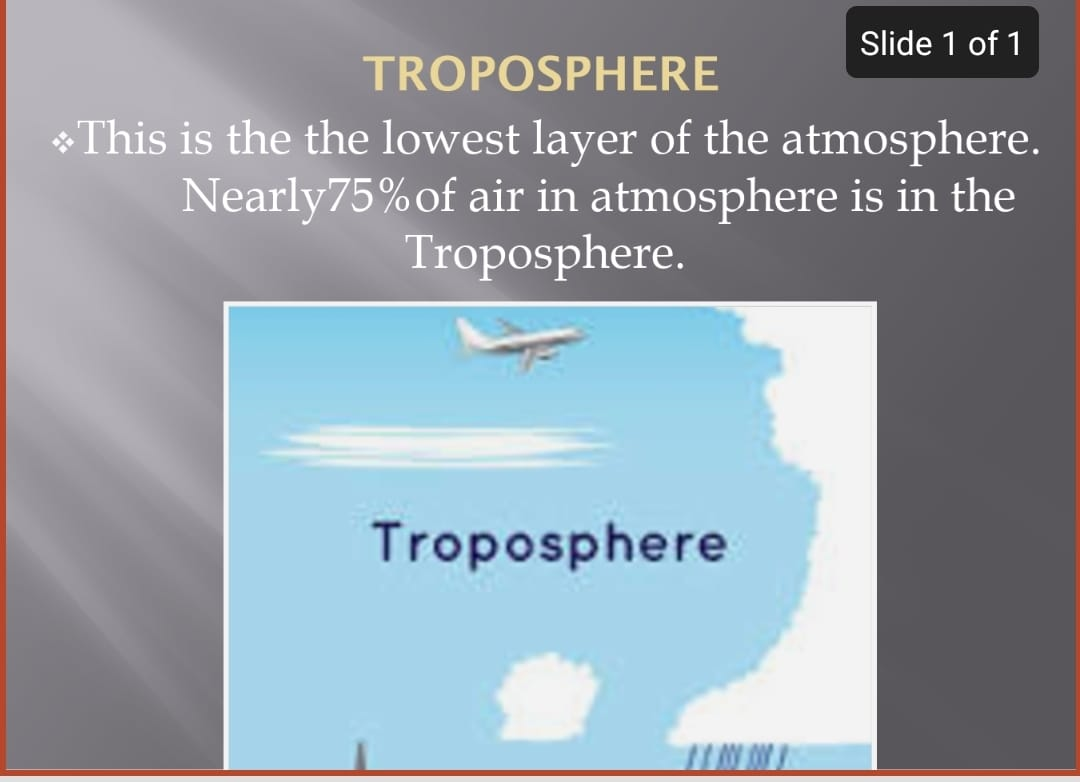 Slide 1 of 1
TROPOSPHERE
❖This is the the lowest layer of the atmosphere.
Nearly75%of air in atmosphere is in the
Troposphere.
Troposphere